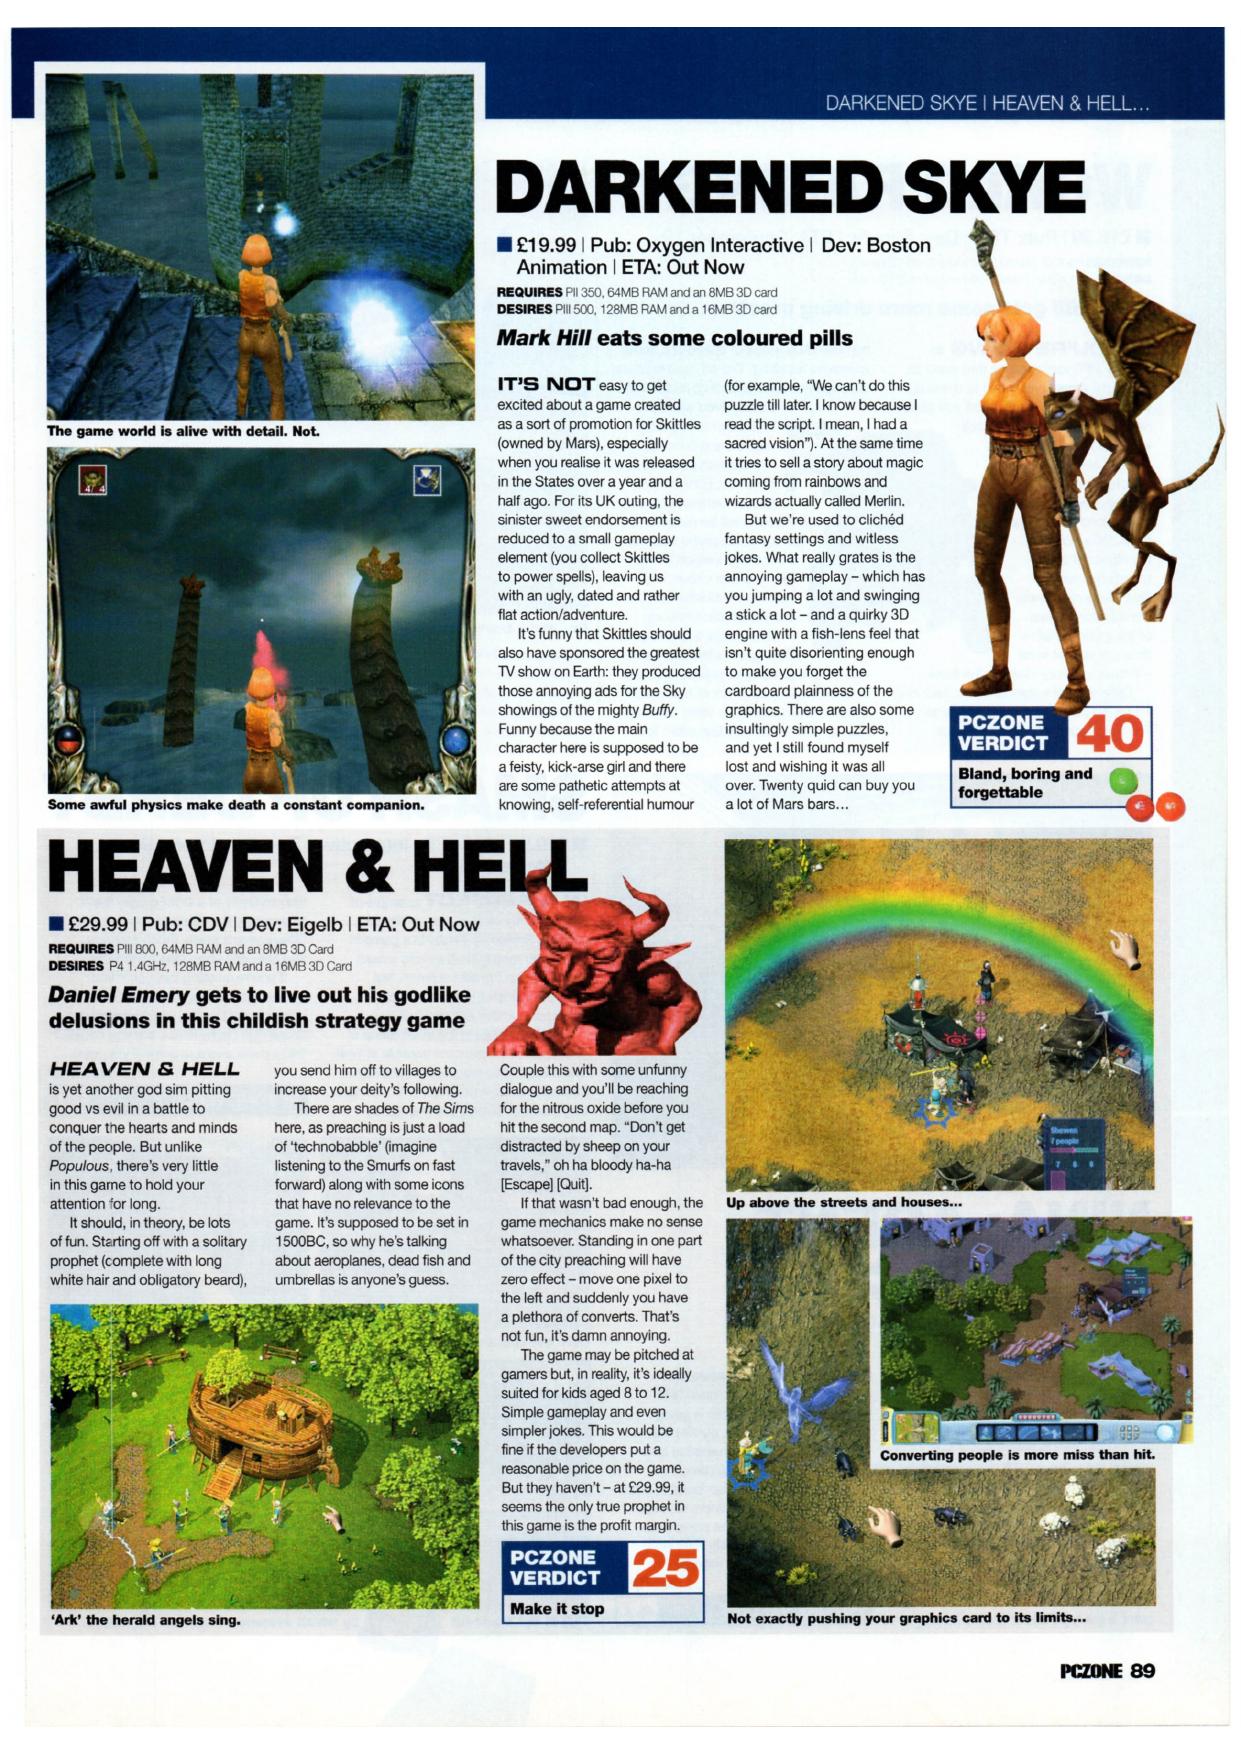 DARKENED SKYE | HEAVEN & HELL...
DARKENED SKYE
£19.99 | Pub: Oxygen Interactive | Dev: Boston
Animation | ETA: Out Now
REQUIRES PII 350, 64MB RAM and an 8MB 3D card
DESIRES PIII 500, 128MB RAM and a 16MB 3D card
Mark Hill eats some coloured pills
The game world is alive with detail. Not.
4/4
Some awful physics make death a constant companion.
IT'S NOT easy to get
excited about a game created
as a sort of promotion for Skittles
(owned by Mars), especially
when you realise it was released
in the States over a year and a
half ago. For its UK outing, the
sinister sweet endorsement is
reduced to a small gameplay
element (you collect Skittles
to power spells), leaving us
with an ugly, dated and rather
flat action/adventure.
It's funny that Skittles should
also have sponsored the greatest
TV show on Earth: they produced
those annoying ads for the Sky
showings of the mighty Buffy.
Funny because the main
character here is supposed to be
a feisty, kick-arse girl and there
are some pathetic attempts at
knowing, self-referential humour
(for example, "We can't do this
puzzle till later. I know because I
read the script. I mean, I had a
sacred vision"). At the same time
it tries to sell a story about magic
coming from rainbows and
wizards actually called Merlin.
But we're used to clichéd
fantasy settings and witless
jokes. What really grates is the
annoying gameplay – which has
you jumping a lot and swinging
a stick a lot – and a quirky 3D
engine with a fish-lens feel that
isn't quite disorienting enough
to make you forget the
cardboard plainness of the
graphics. There are also some
insultingly simple puzzles,
and yet I still found myself
lost and wishing it was all
over. Twenty quid can buy you
a lot of Mars bars...
PCZONE
VERDICT
40
Bland, boring and
forgettable
HEAVEN & HELL
£29.99 | Pub: CDV | Dev: Eigelb | ETA: Out Now
REQUIRES PIII 800, 64MB RAM and an 8MB 3D Card
DESIRES P4 1.4GHz, 128MB RAM and a 16MB 3D Card
Daniel Emery gets to live out his godlike
delusions in this childish strategy game
HEAVEN & HELL
is yet another god sim pitting
good vs evil in a battle to
conquer the hearts and minds
of the people. But unlike
Populous, there's very little
in this game to hold your
attention for long.
It should, in theory, be lots
of fun. Starting off with a solitary
prophet (complete with long
white hair and obligatory beard),
you send him off to villages to
increase your deity's following.
There are shades of The Sims
here, as preaching is just a load
of 'technobabble' (imagine
listening to the Smurfs on fast
forward) along with some icons
that have no relevance to the
game. It's supposed to be set in
1500BC, so why he's talking
about aeroplanes, dead fish and
umbrellas is anyone's guess.
Couple this with some unfunny
dialogue and you'll be reaching
for the nitrous oxide before you
hit the second map. "Don't get
distracted by sheep on your
travels," oh ha bloody ha-ha
[Escape] [Quit].
If that wasn't bad enough, the
game mechanics make no sense
whatsoever. Standing in one part
of the city preaching will have
zero effect – move one pixel to
the left and suddenly you have
a plethora of converts. That's
not fun, it's damn annoying.
The game may be pitched at
gamers but, in reality, it's ideally
suited for kids aged 8 to 12.
Simple gameplay and even
simpler jokes. This would be
fine if the developers put a
reasonable price on the game.
But they haven't – at £29.99, it
seems the only true prophet in
this game is the profit margin.
PCZONE
VERDICT
25
Make it stop
'Ark' the herald angels sing.
7 people
Up above the streets and houses...
Converting people is more miss than hit.
Not exactly pushing your graphics card to its limits...
PCZONE 89